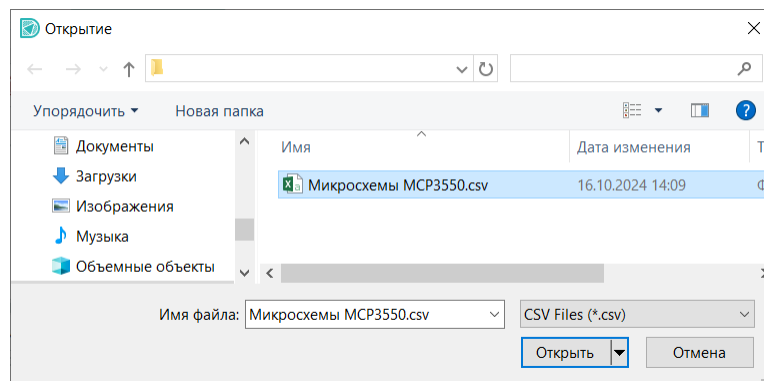 Открытие
Упорядочить Новая папка
Имя Дата изменения Т
Документы
Загрузки
Изображения
Музыка
Объемные объекты
Микросхемы MCP3550.csv 16.10.2024 14:09
Имя файла: Микросхемы MCP3550.csv CSV Files (*.csv)
Открыть Отмена